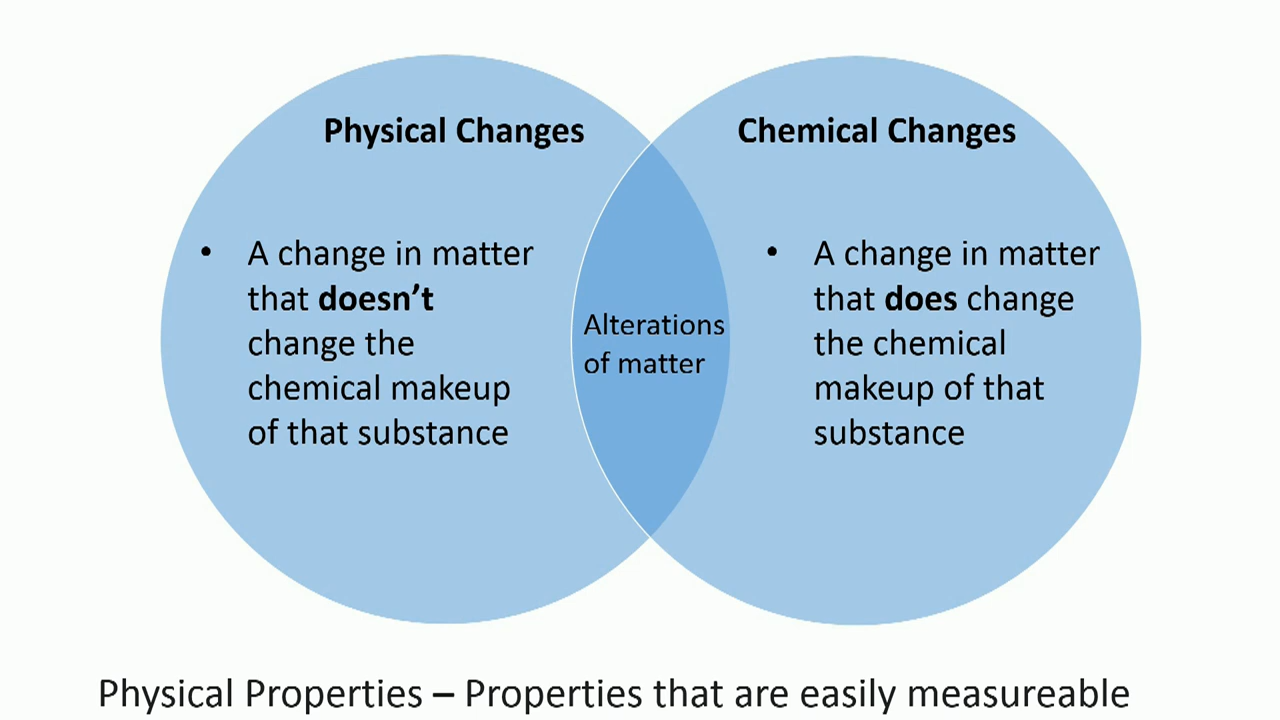 Physical Changes
• A change in matter
that doesn’t
change the
chemical makeup
of that substance
Alterations
of matter
Chemical Changes
• A change in matter
that does change
the chemical
makeup of that
substance
Physical Properties – Properties that are easily measureable